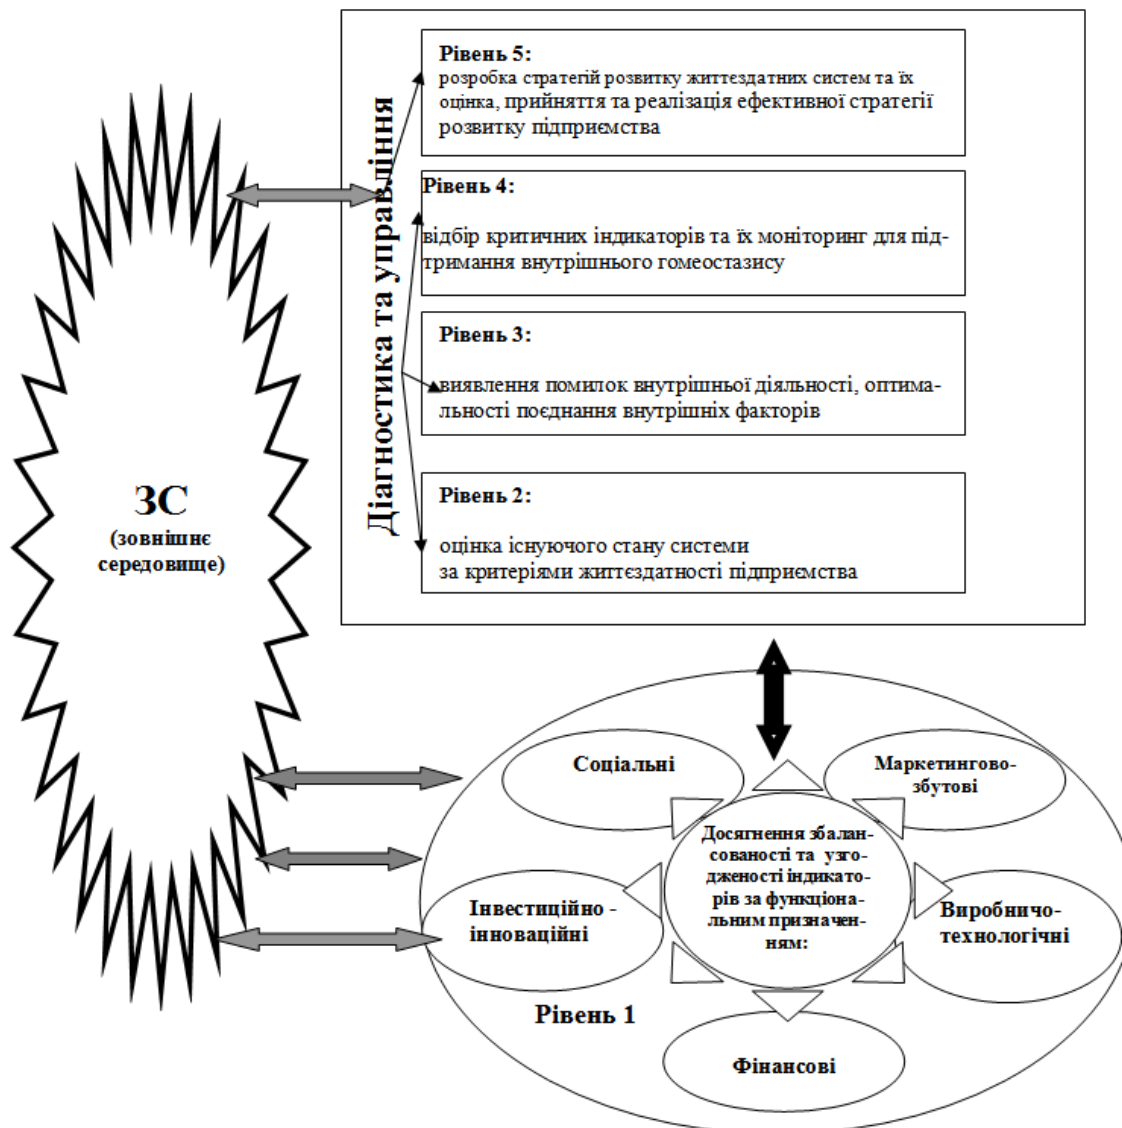 Рівень 5:
розробка стратегій розвитку життєздатних систем та їх
оцінка, прийняття та реалізація ефективної стратегії
розвитку підприємства
Діагностика та управління
Рівень 4:
відбір критичних індикаторів та їх моніторинг для під-
тримання внутрішнього гомеостазису
Рівень 3:
виявлення помилок внутрішньої діяльності, оптима-
льності поєднання внутрішніх факторів
Рівень 2:
оцінка існуючого стану системи
за критеріями життєздатності підприємства
ЗС
(зовнішнє
середовище)
Соціальні
Маркетингово-
збутові
Досягнення збалан-
сованості та узго-
дженості індикато-
рів за функціона-
льним призначен-
ням:
Інвестиційно -
інноваційні
Виробничо-
технологічні
Рівень 1
Фінансові